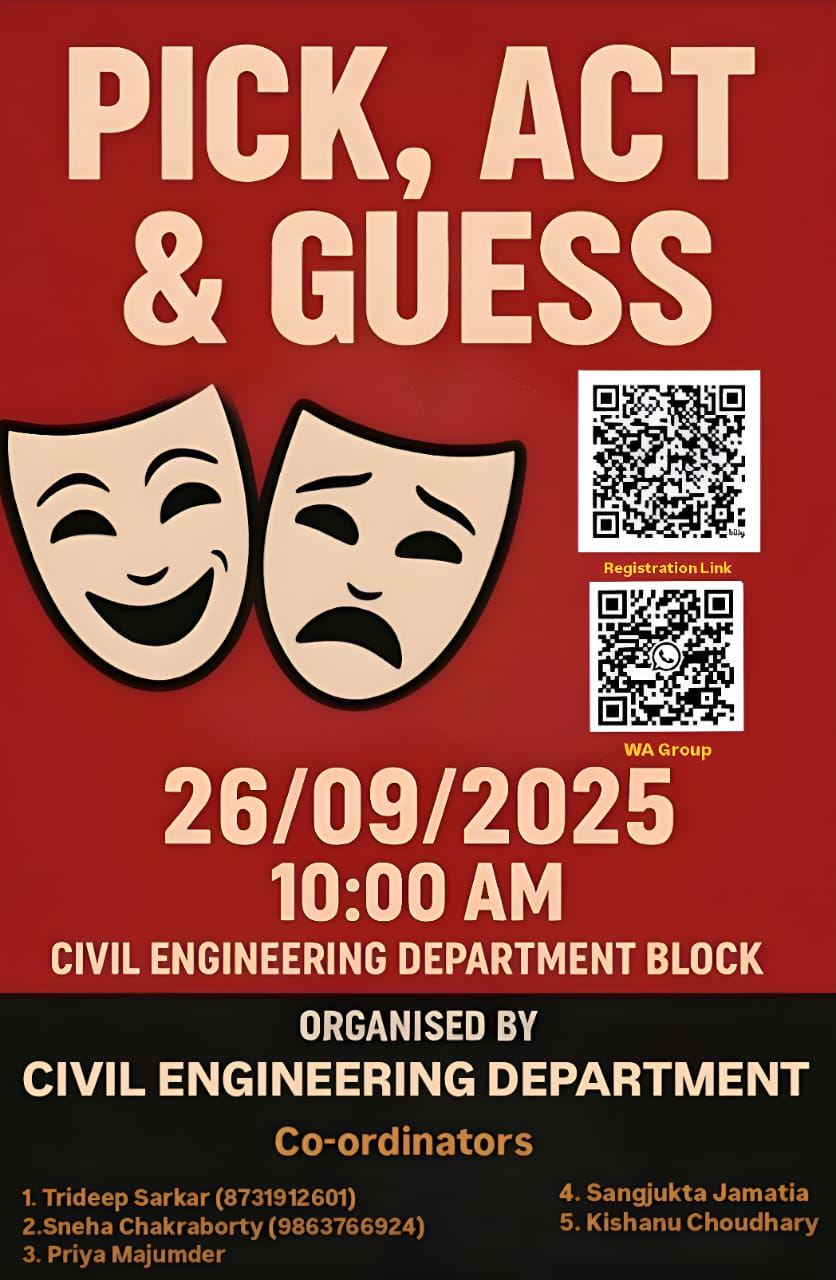 PICK, ACT
& GUESS
bitly
Registration Link
WA Group
26/09/2025
10:00 AM
CIVIL ENGINEERING DEPARTMENT BLOCK
ORGANISED BY
CIVIL ENGINEERING DEPARTMENT
Co-ordinators
1. Trideep Sarkar (8731912601)
2.Sneha Chakraborty (9863766924)
3. Priya Majumder
4. Sangjukta Jamatia
5. Kishanu Choudhary